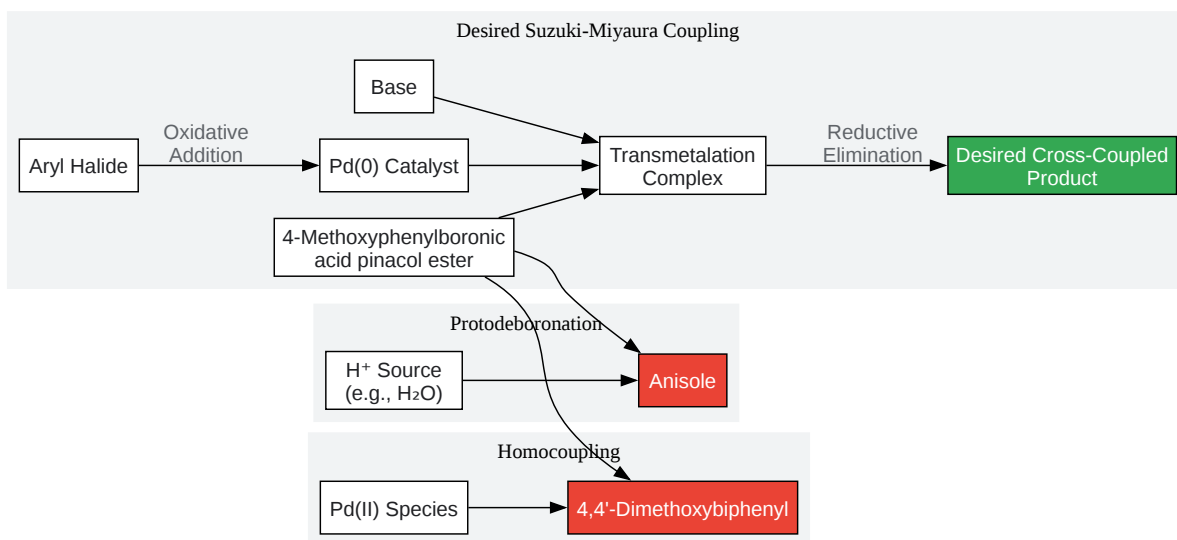 Desired Suzuki-Miyaura Coupling
Base
Oxidative
Addition
Reductive
Elimination
Aryl Halide
Pd(0) Catalyst
Transmetalation
Complex
Desired Cross-Coupled
Product
4-Methoxyphenylboronic
acid pinacol ester
Protodeboronation
H⁺ Source
(e.g., H₂O)
Anisole
Homocoupling
Pd(II) Species
4,4'-Dimethoxybiphenyl